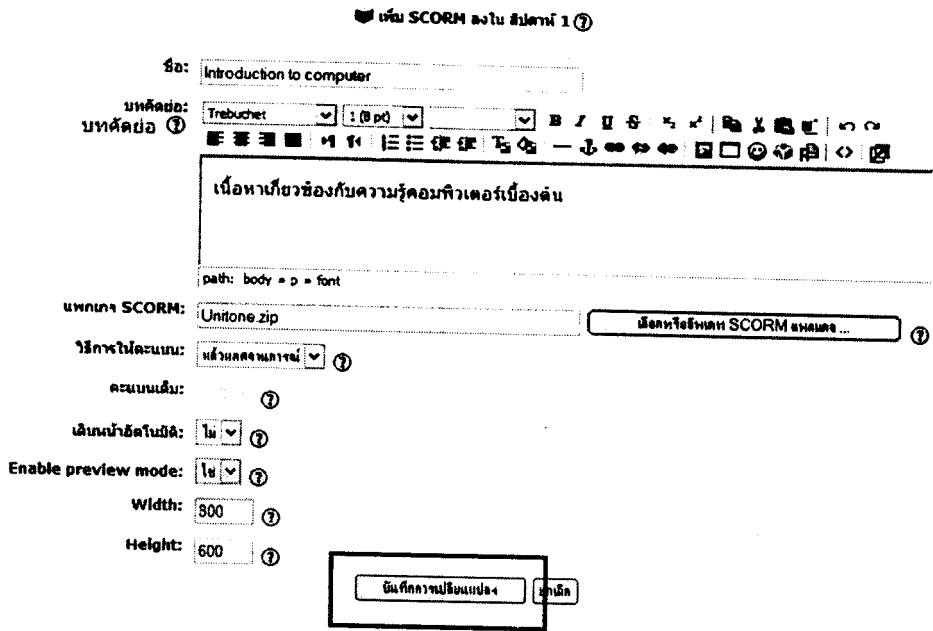 เพิ่ม SCORM ลงใน สัปดาห์ 1 ?
ชื่อ: Introduction to computer
บทคัดย่อ: Trebuchet 1 (8 pt) B I U S x₂ x²
บทคัดย่อ ?
เนื้อหาเกี่ยวข้องกับความรู้คอมพิวเตอร์เบื้องต้น
path: body » p » font
แพกเกจ SCORM: Unitone.zip เลือกหรืออัพเดท SCORM แพคเกจ ... ?
วิธีการให้คะแนน: ?
คะแนนเต็ม: ?
เดินหน้าอัตโนมัติ: ไม่ ?
Enable preview mode: ใช่ ?
Width: 800 ?
Height: 600 ?
บันทึกการเปลี่ยนแปลง ยกเลิก